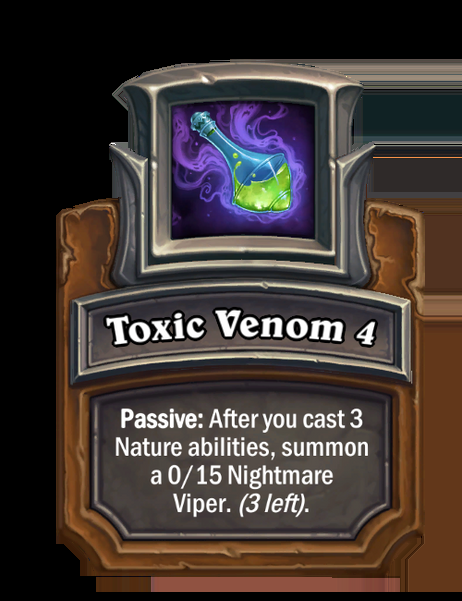 Toxic Venom 4
Passive: After you cast 3
Nature abilities, summon
a 0/15 Nightmare
Viper. (3 left).